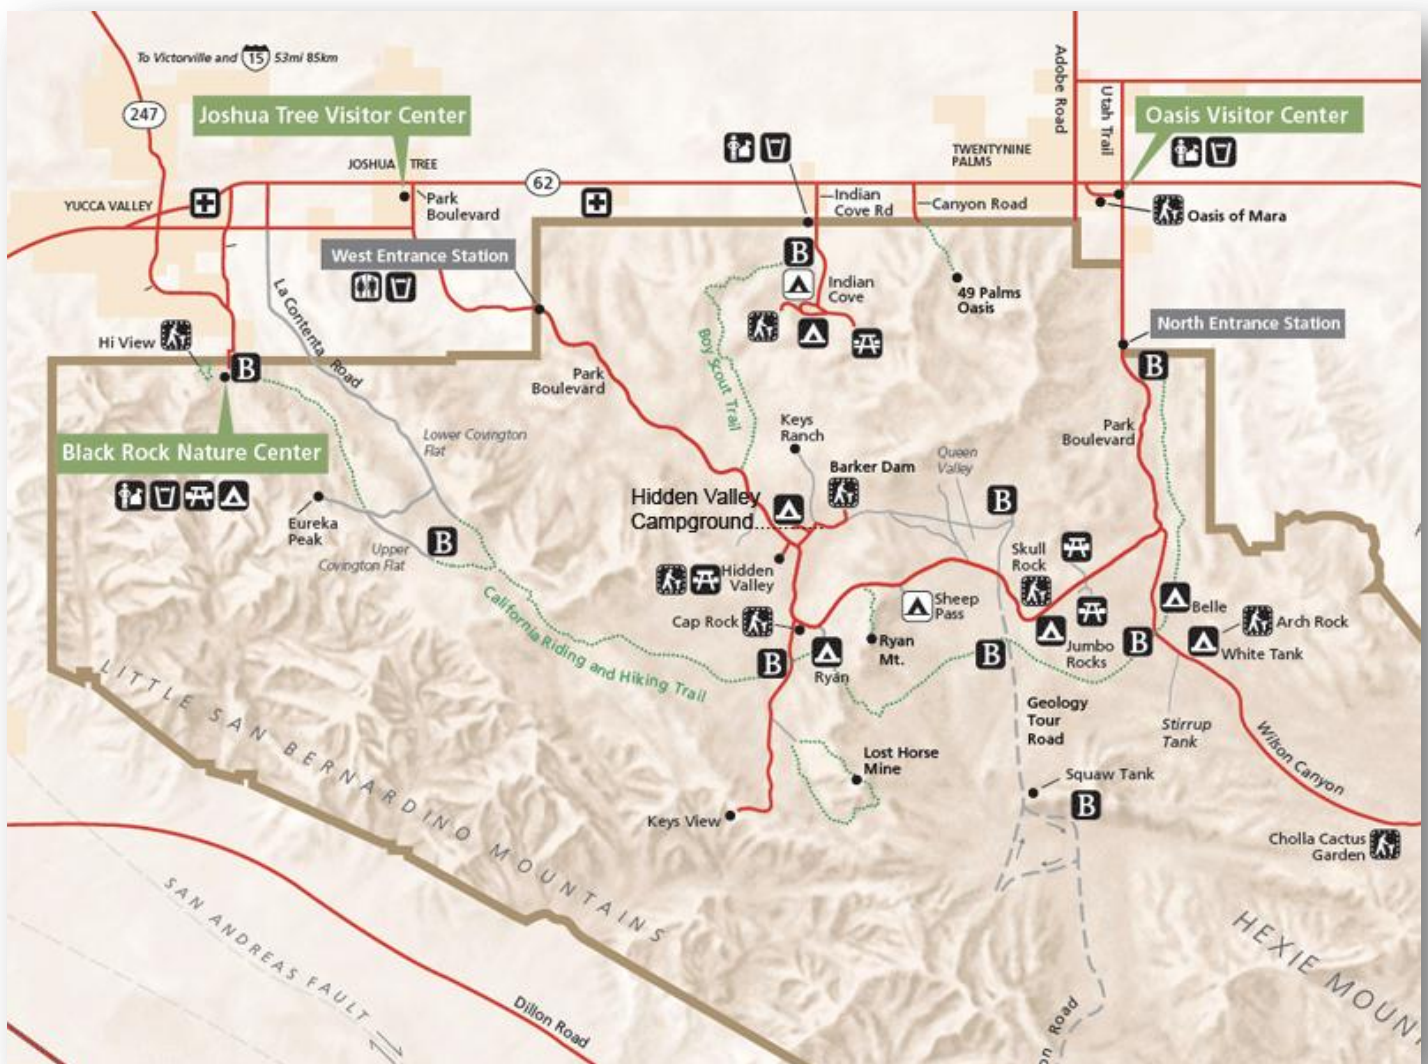 To Victorville and 15 53mi 85km
247
Joshua Tree Visitor Center
Adobe Road
Utah Trail
Oasis Visitor Center
JOSHUA TREE
TWENTYNINE
PALMS
62
YUCCA VALLEY
Park
Boulevard
Indian
Cove Rd
Canyon Road
Oasis of Mara
West Entrance Station
B
Indian
Cove
49 Palms
Oasis
La Contenta Road
North Entrance Station
Hi View
B
B
Boy Scout Trail
Park
Boulevard
Keys
Ranch
Park
Boulevard
Lower Covington
Flat
Black Rock Nature Center
Queen
Valley
Barker Dam
Hidden Valley
Campground
B
Eureka
Peak
B
Upper
Covington Flat
Skull
Rock
Hidden
Valley
California Riding and Hiking Trail
Sheep
Pass
Belle
Cap Rock
Arch Rock
Ryan
Mt.
B
B
B
Jumbo
Rocks
White Tank
Ryan
LITTLE SAN BERNARDINO MOUNTAINS
Geology
Tour
Road
Stirrup
Tank
Wilson Canyon
Lost Horse
Mine
Squaw Tank
B
Keys View
Cholla Cactus
Garden
SAN ANDREAS FAULT
HEXIE MOUN
Dillon Road
on Road